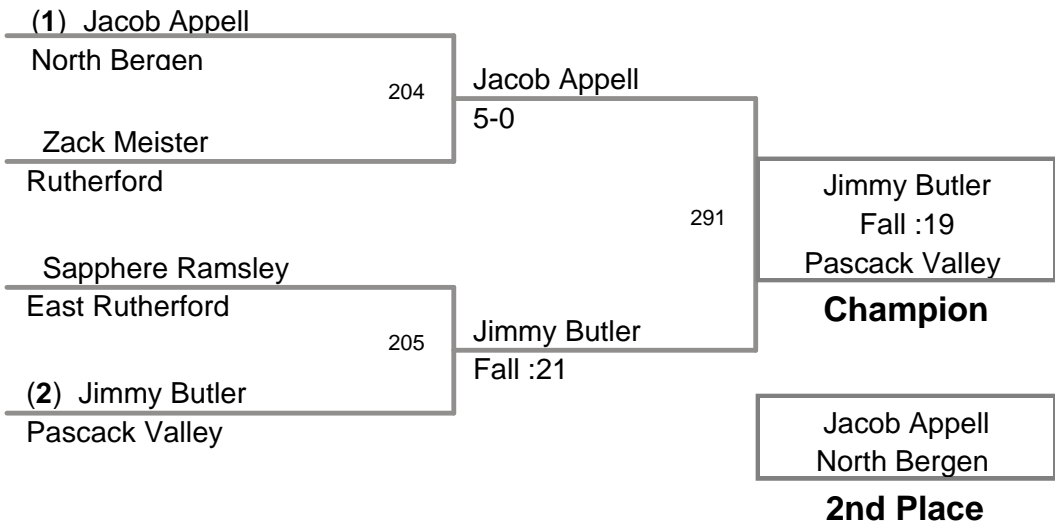 (1) Jacob Appell
North Bergen
204
Jacob Appell
5-0
Zack Meister
Rutherford
291
Jimmy Butler
Fall :19
Pascack Valley
Champion
Sapphere Ramsley
East Rutherford
205
Jimmy Butler
Fall :21
(2) Jimmy Butler
Pascack Valley
Jacob Appell
North Bergen
2nd Place